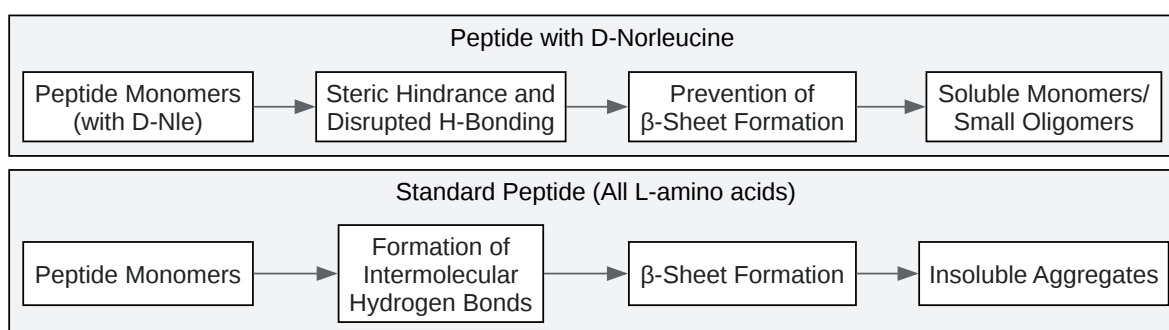 Peptide with D-Norleucine
Peptide Monomers
(with D-Nle)
Steric Hindrance and
Disrupted H-Bonding
Prevention of
β-Sheet Formation
Soluble Monomers/
Small Oligomers
Standard Peptide (All L-amino acids)
Peptide Monomers
Formation of
Intermolecular
Hydrogen Bonds
β-Sheet Formation
Insoluble Aggregates